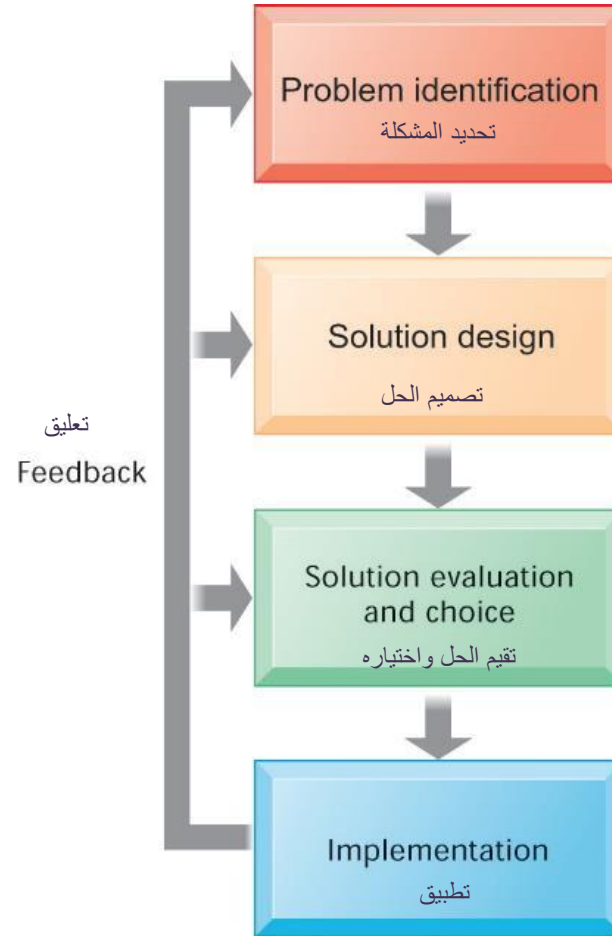 Problem identification
تحديد المشكلة
Solution design
تصميم الحل
تعليق
Feedback
Solution evaluation
and choice
تقيم الحل واختياره
Implementation
تطبيق